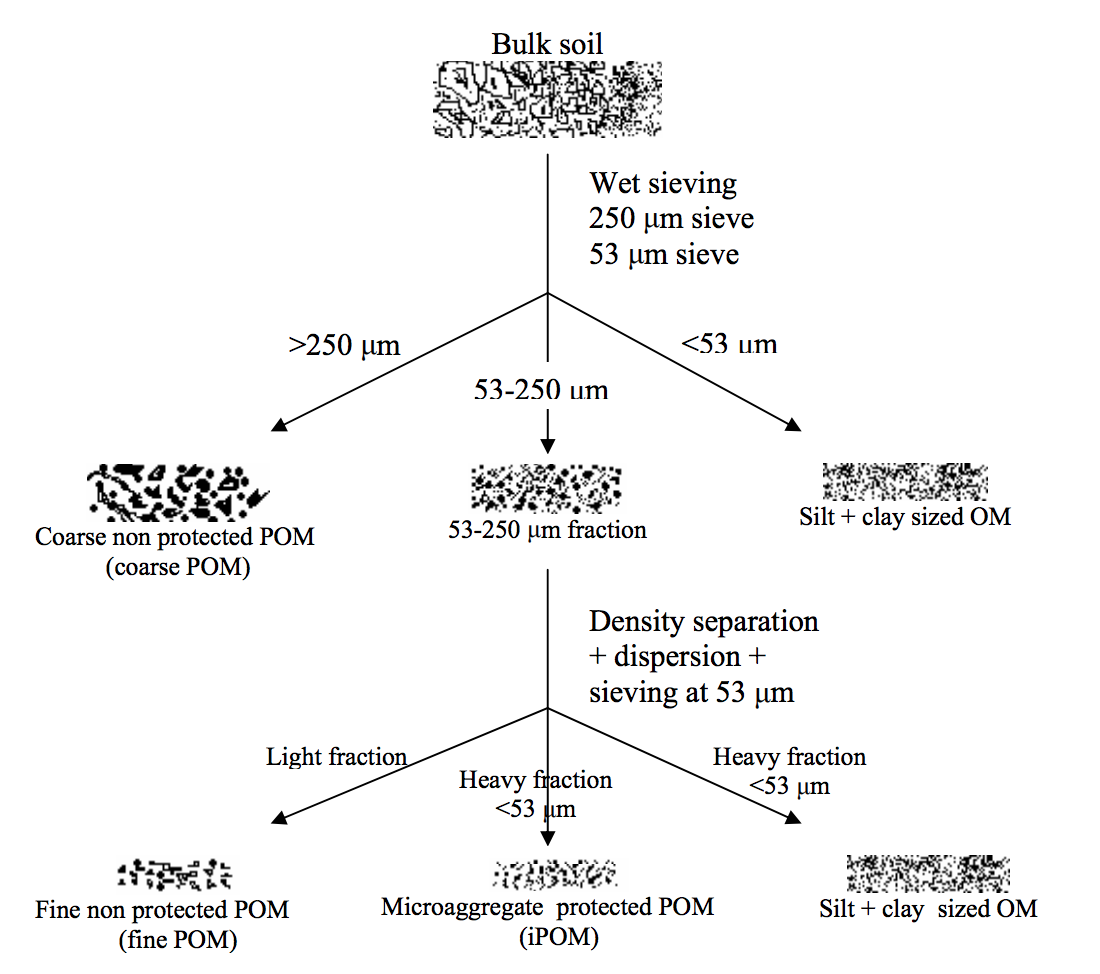 Bulk soil
Wet sieving
250 μm sieve
53 μm sieve
>250 μm
<53 μm
53-250 μm
Coarse non protected POM
(coarse POM)
53-250 μm fraction
Silt + clay sized OM
Density separation
+ dispersion +
sieving at 53 μm
Light fraction
Heavy fraction
<53 μm
Heavy fraction
<53 μm
Fine non protected POM
(fine POM)
Microaggregate protected POM
(iPOM)
Silt + clay sized OM